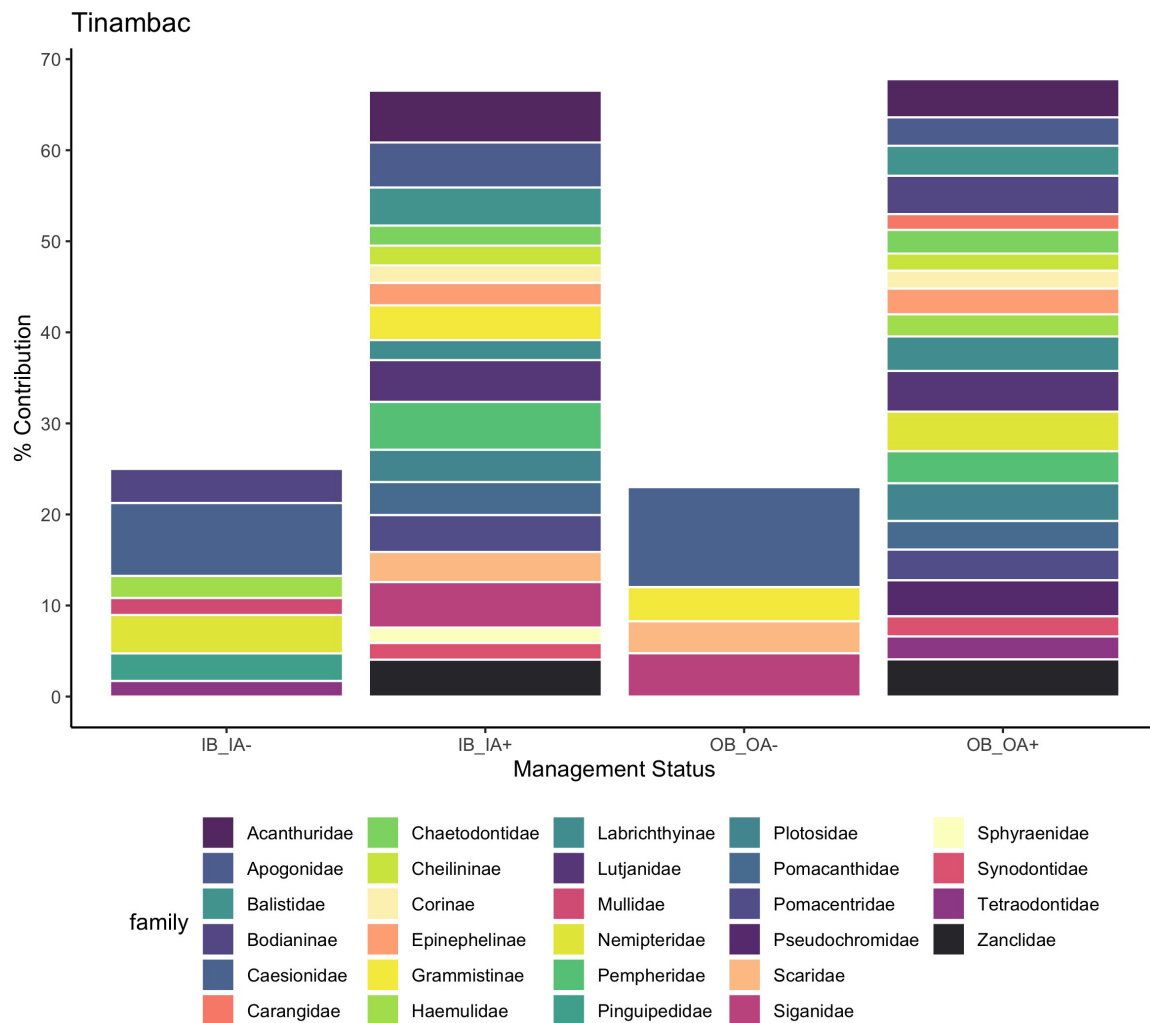 Tinambac
70
60
50
40
30
20
10
0
% Contribution
IB_IA-
IB_IA+
OB_OA-
OB_OA+
Management Status
family
Acanthuridae
Apogonidae
Balistidae
Bodianinae
Caesionidae
Carangidae
Chaetodontidae
Cheilininae
Corinae
Epinephelinae
Grammistinae
Haemulidae
Labrichthyinae
Lutjanidae
Mullidae
Nemipteridae
Pempheridae
Pinguipedidae
Plotosidae
Pomacanthidae
Pomacentridae
Pseudochromidae
Scaridae
Siganidae
Sphyraenidae
Synodontidae
Tetraodontidae
Zanclidae